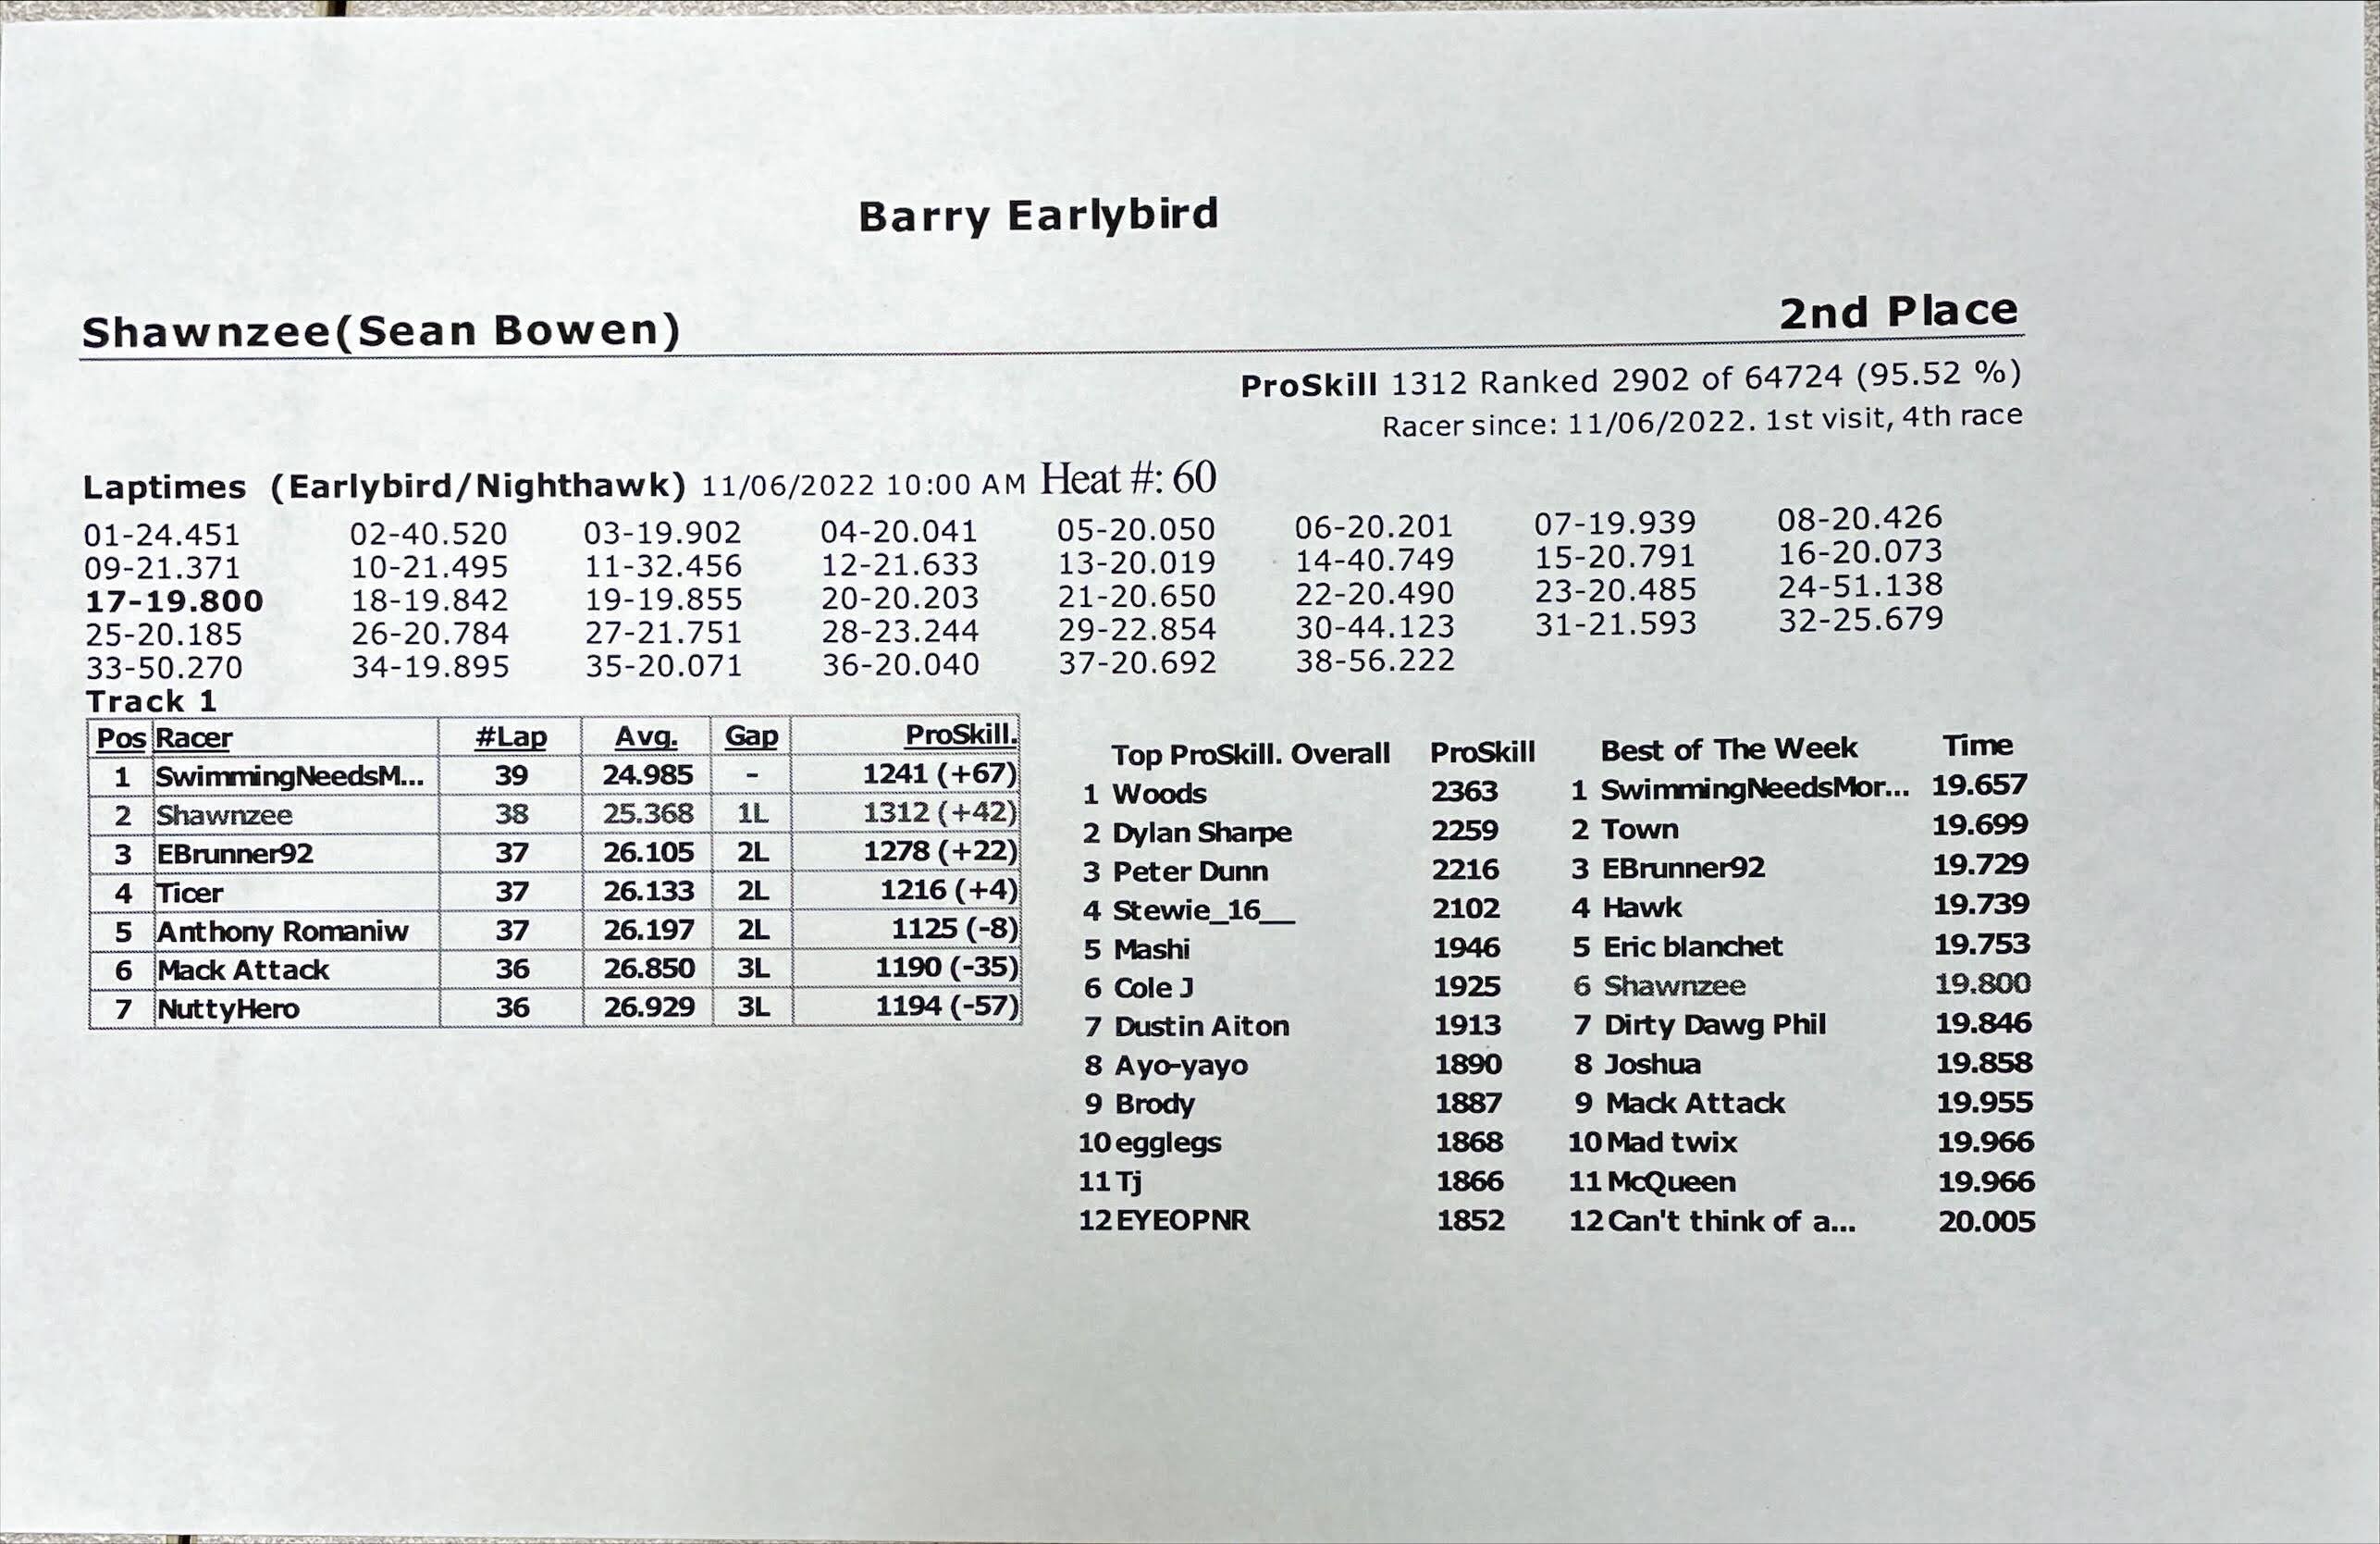 Barry Earlybird
Shawnzee(Sean Bowen) 2nd Place
ProSkill 1312 Ranked 2902 of 64724 (95.52 %)
Racer since: 11/06/2022. 1st visit, 4th race
Laptimes (Earlybird/Nighthawk) 11/06/2022 10:00 AM Heat #: 60
01-24.451 02-40.520 03-19.902 04-20.041 05-20.050 06-20.201 07-19.939 08-20.426
09-21.371 10-21.495 11-32.456 12-21.633 13-20.019 14-40.749 15-20.791 16-20.073
17-19.800 18-19.842 19-19.855 20-20.203 21-20.650 22-20.490 23-20.485 24-51.138
25-20.185 26-20.784 27-21.751 28-23.244 29-22.854 30-44.123 31-21.593 32-25.679
33-50.270 34-19.895 35-20.071 36-20.040 37-20.692 38-56.222
Track 1
Pos Racer #Lap Avg. Gap ProSkill.
1 SwimmingNeedsM... 39 24.985 - 1241 (+67)
2 Shawnzee 38 25.368 1L 1312 (+42)
3 EBrunner92 37 26.105 2L 1278 (+22)
4 Ticer 37 26.133 2L 1216 (+4)
5 Anthony Romaniw 37 26.197 2L 1125 (-8)
6 Mack Attack 36 26.850 3L 1190 (-35)
7 NuttyHero 36 26.929 3L 1194 (-57)
Top ProSkill. Overall ProSkill
1 Woods 2363
2 Dylan Sharpe 2259
3 Peter Dunn 2216
4 Stewie_16__ 2102
5 Mashi 1946
6 Cole J 1925
7 Dustin Aiton 1913
8 Ayo-yayo 1890
9 Brody 1887
10 egglegs 1868
11 Tj 1866
12 EYEOPNR 1852
Best of The Week Time
1 SwimmingNeedsMor... 19.657
2 Town 19.699
3 EBrunner92 19.729
4 Hawk 19.739
5 Eric blanchet 19.753
6 Shawnzee 19.800
7 Dirty Dawg Phil 19.846
8 Joshua 19.858
9 Mack Attack 19.955
10 Mad twix 19.966
11 McQueen 19.966
12 Can't think of a... 20.005